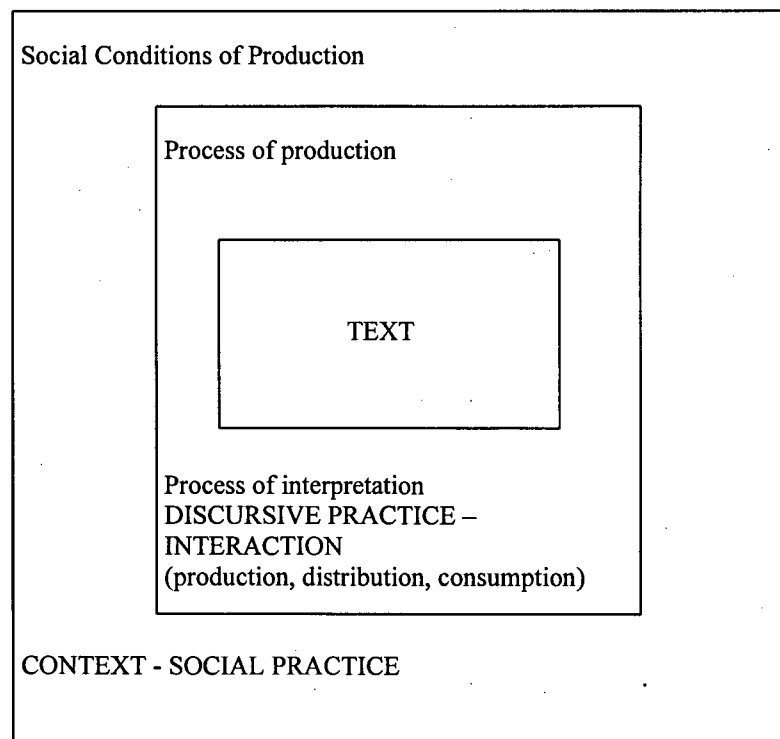 Social Conditions of Production
Process of production
TEXT
Process of interpretation
DISCURSIVE PRACTICE –
INTERACTION
(production, distribution, consumption)
CONTEXT - SOCIAL PRACTICE